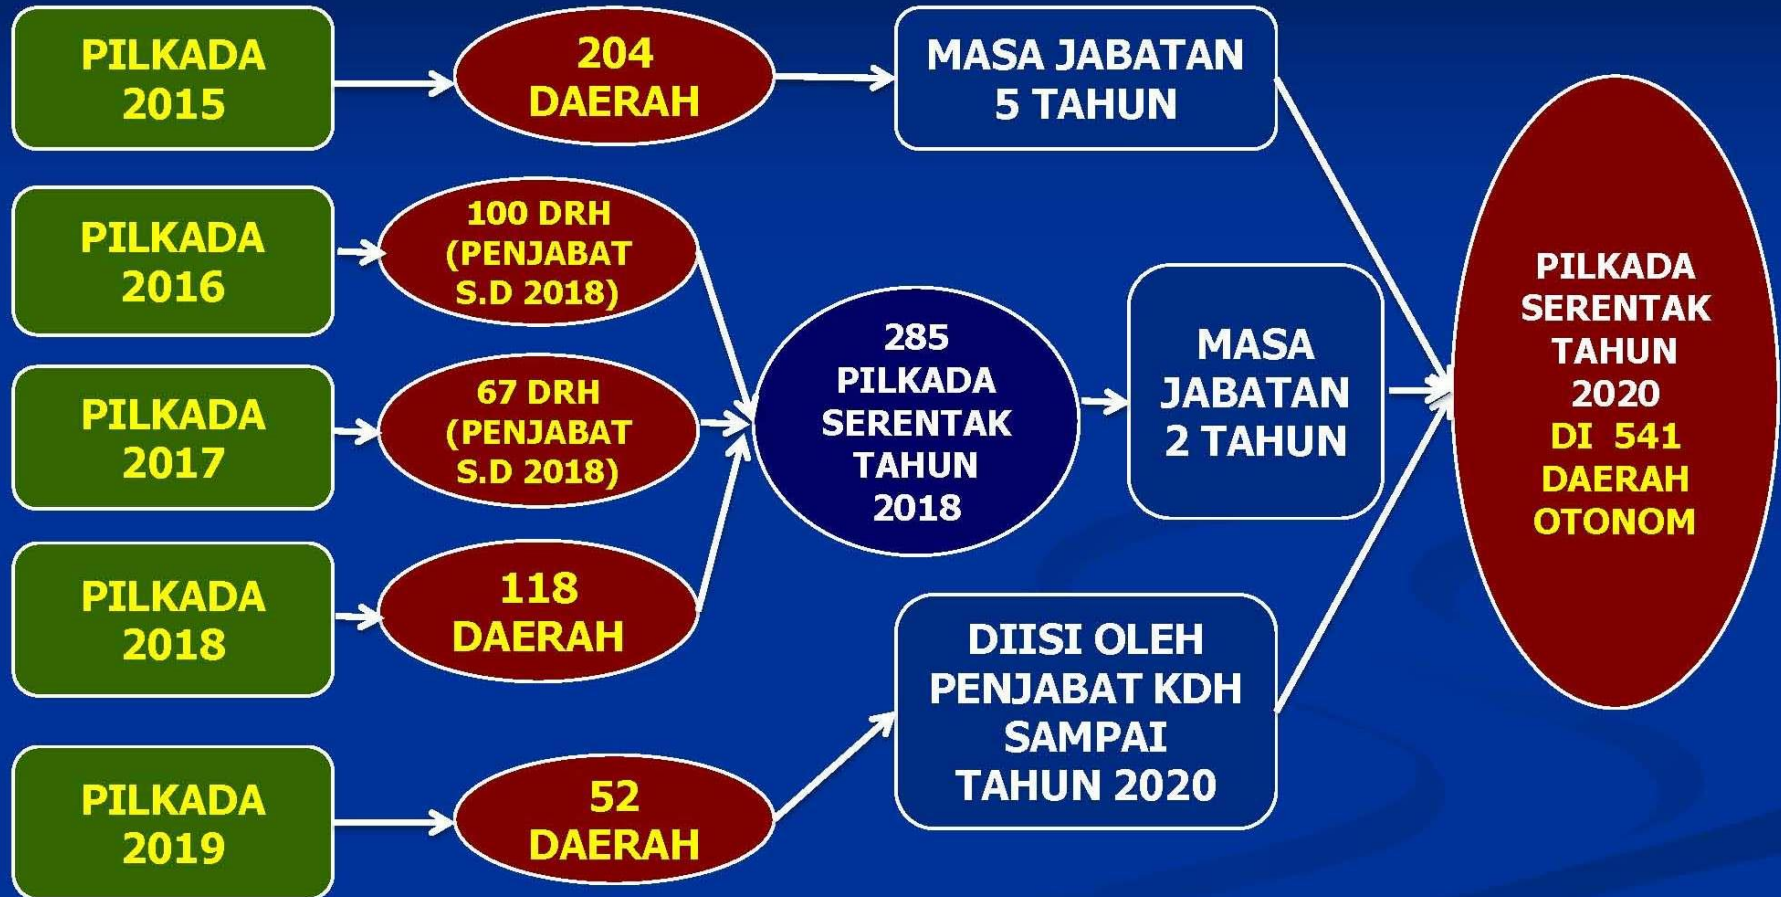 PILKADA
2015
204
DAERAH
MASA JABATAN
5 TAHUN
PILKADA
2016
100 DRH
(PENJABAT
S.D 2018)
PILKADA
2017
67 DRH
(PENJABAT
S.D 2018)
PILKADA
2018
118
DAERAH
285
PILKADA
SERENTAK
TAHUN
2018
MASA
JABATAN
2 TAHUN
PILKADA
2019
52
DAERAH
DIISI OLEH
PENJABAT KDH
SAMPAI
TAHUN 2020
PILKADA
SERENTAK
TAHUN
2020
DI 541
DAERAH
OTONOM